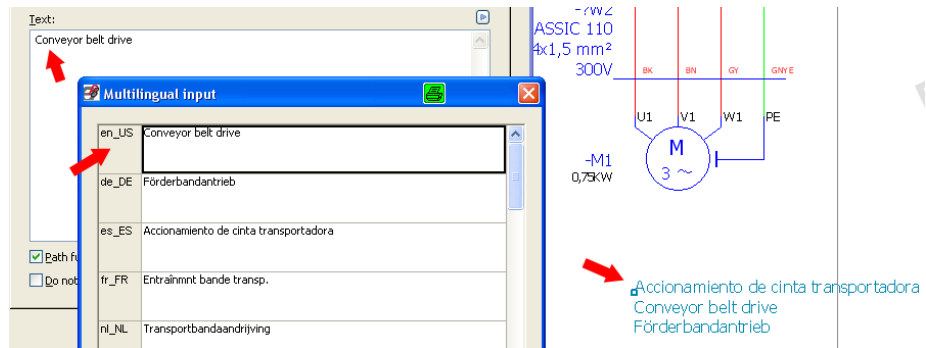 Text:
Conveyor belt drive
Path fu
Do not
Multilingual input
en_US Conveyor belt drive
de_DE Förderbandantrieb
es_ES Accionamiento de cinta transportadora
fr_FR Entraînmnt bande transp.
nl_NL Transportbandaandrijving
-?W2
ASSIC 110
4x1,5 mm²
300V
BK BN GY GNYE
U1 V1 W1 PE
M
3 ~
-M1
0,75KW
Accionamiento de cinta transportadora
Conveyor belt drive
Förderbandantrieb